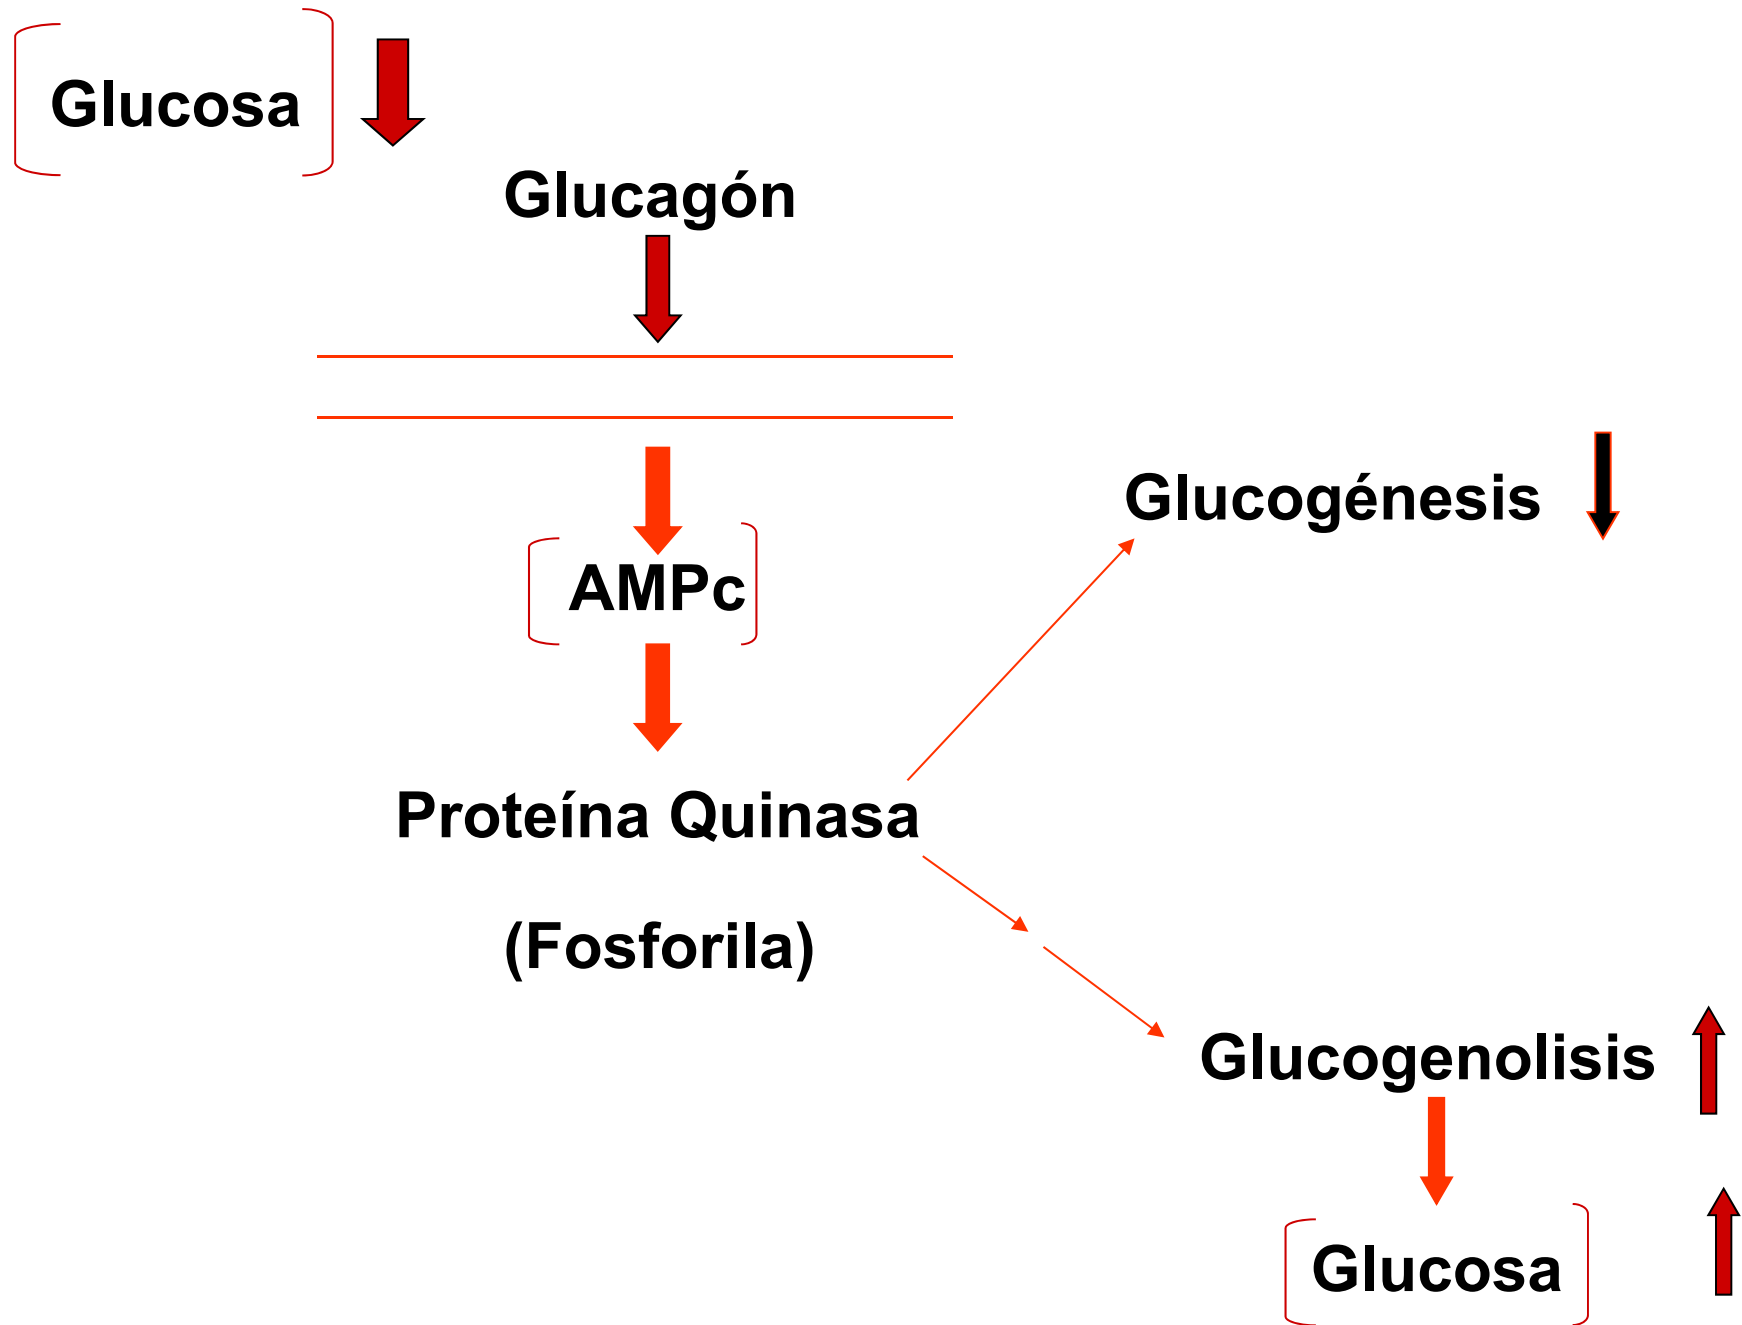 Glucosa
Glucagón
Glucogénesis
AMPc
Proteína Quinasa
(Fosforila)
Glucogenolisis
Glucosa